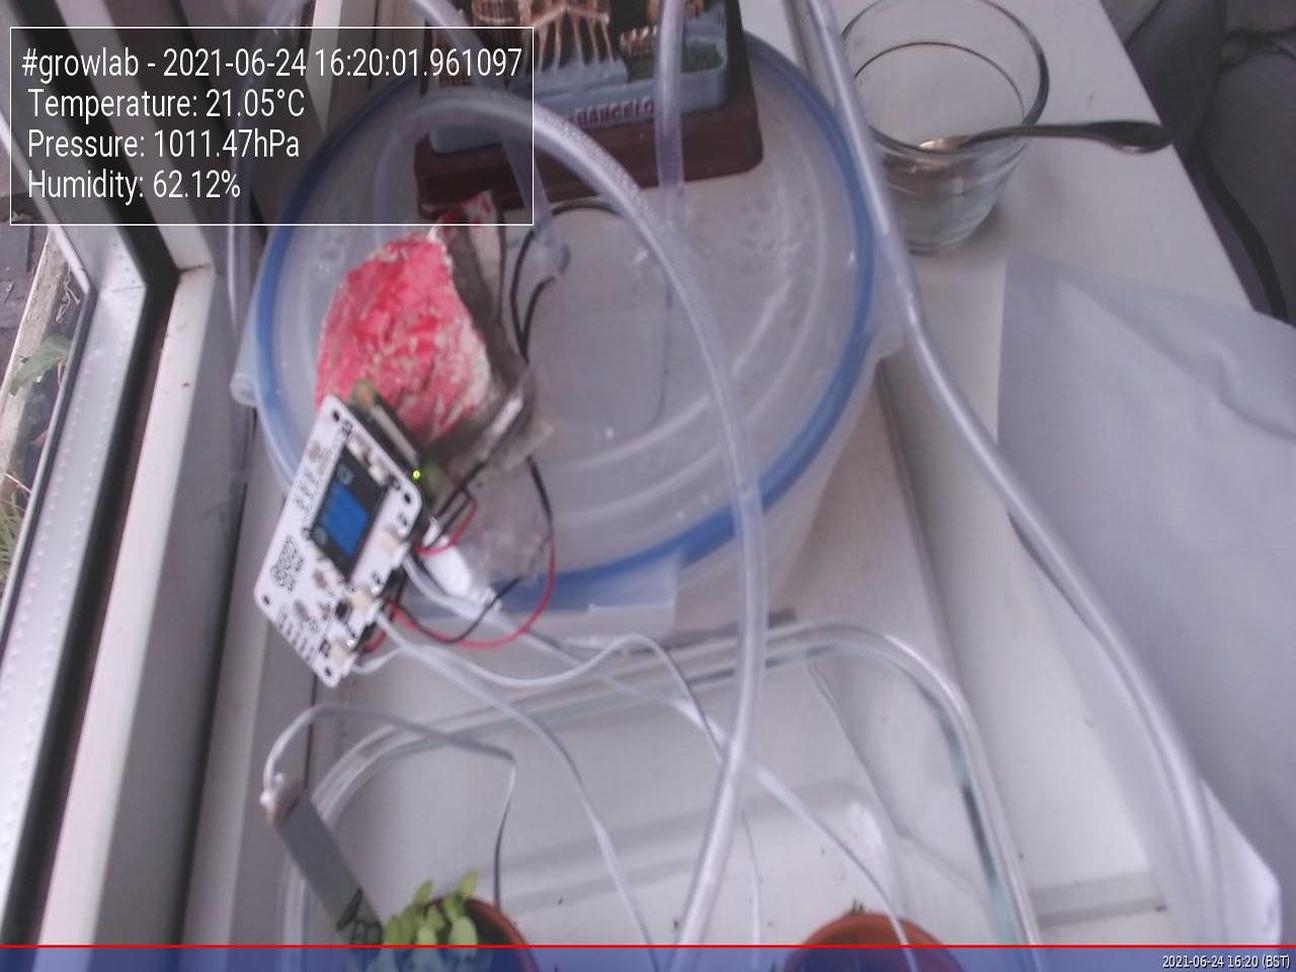 #growlab - 2021-06-24 16:20:01.961097
Temperature: 21.05°C
Pressure: 1011.47hPa
Humidity: 62.12%
BARCELO
2021-06-24 16:20 (BST)